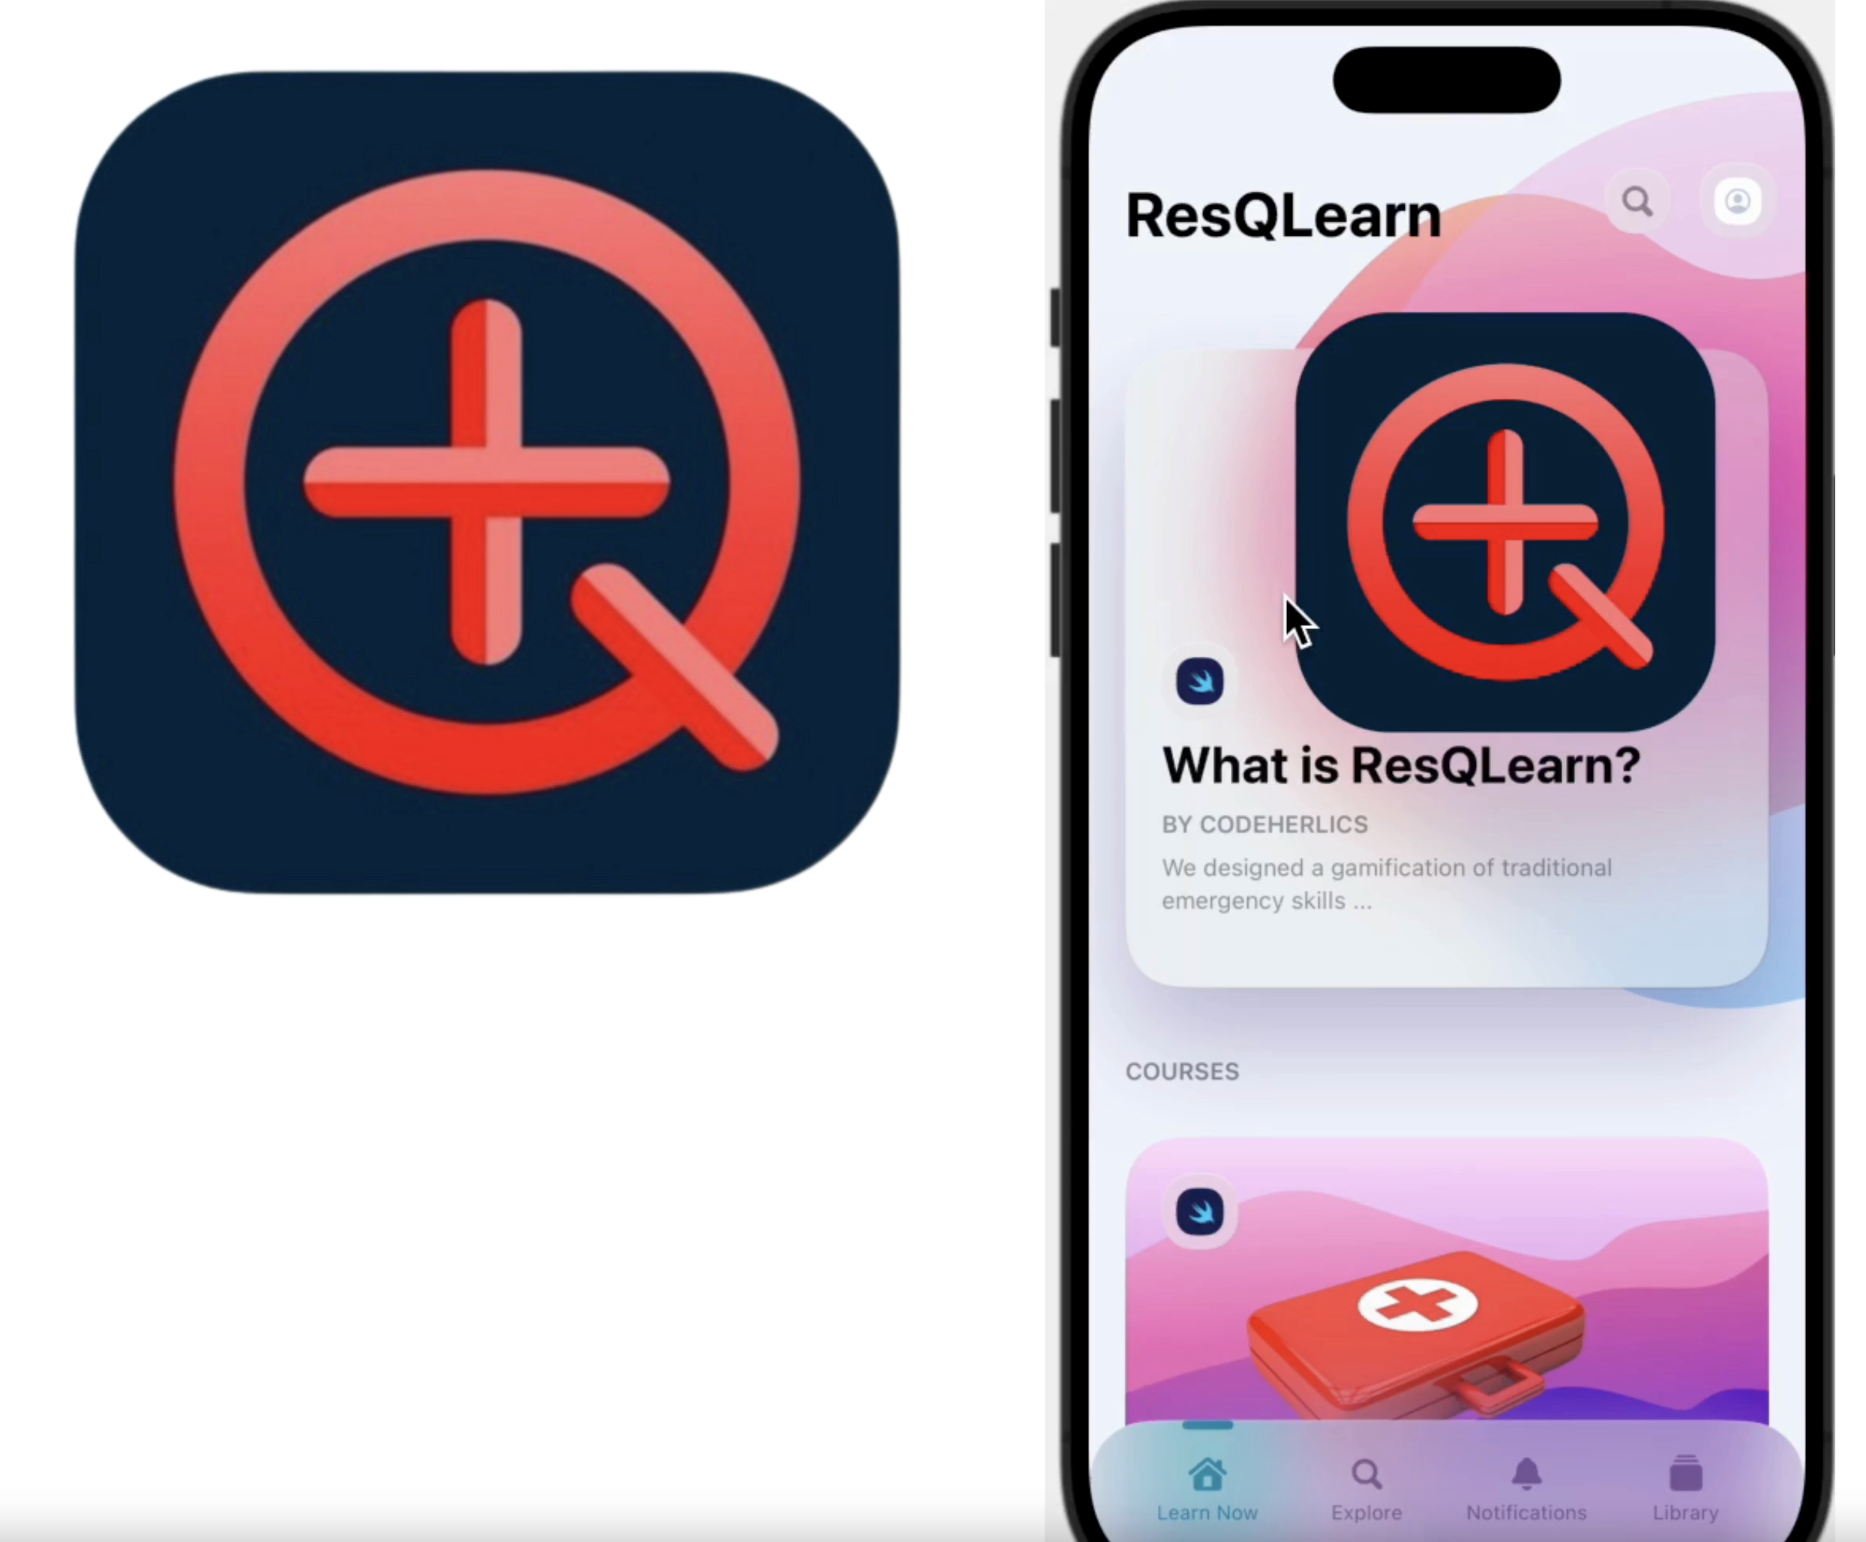 ResQLearn
What is ResQLearn?
BY CODEHERLICS
We designed a gamification of traditional
emergency skills ...
COURSES
Learn Now
Explore
Notifications
Library